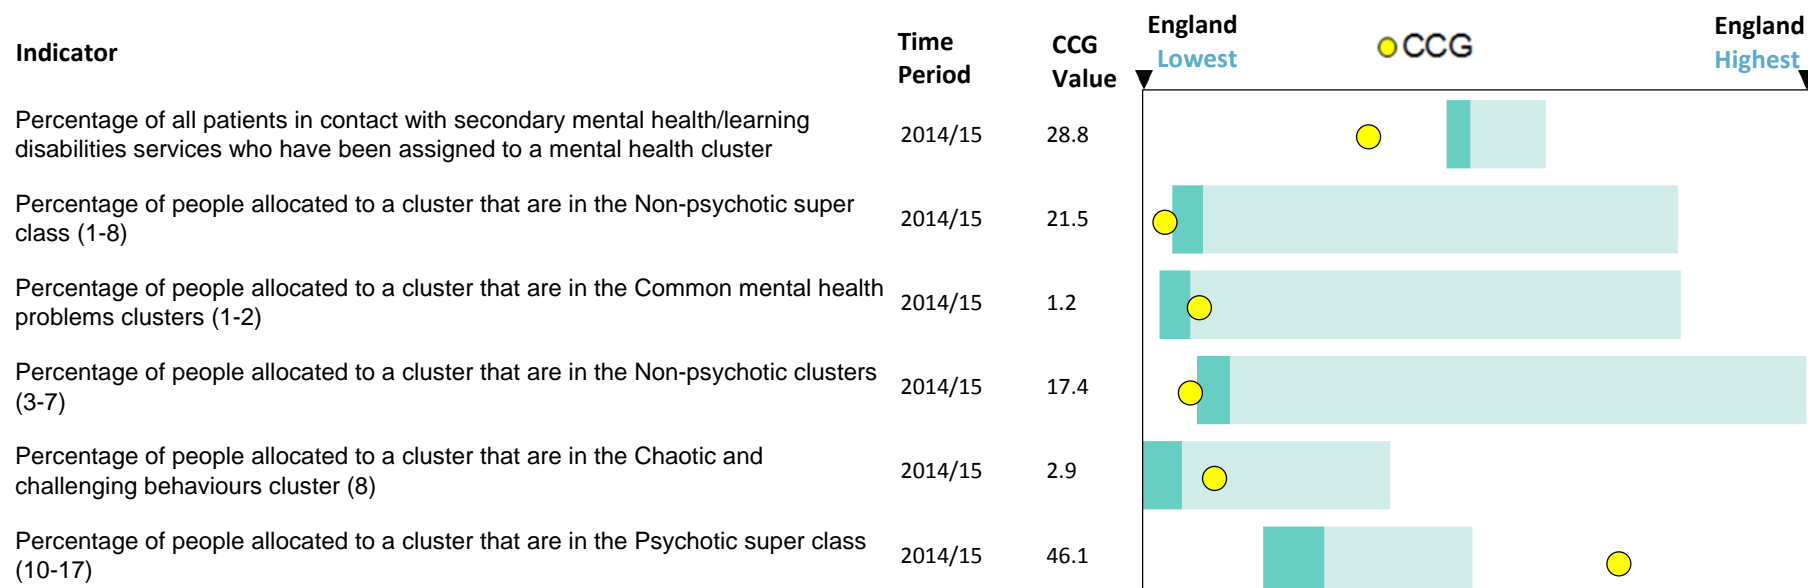 Indicator
Time Period
CCG Value
England Lowest
CCG
England Highest
Percentage of all patients in contact with secondary mental health/learning
disabilities services who have been assigned to a mental health cluster
2014/15
28.8
Percentage of people allocated to a cluster that are in the Non-psychotic super
class (1-8)
2014/15
21.5
Percentage of people allocated to a cluster that are in the Common mental health
problems clusters (1-2)
2014/15
1.2
Percentage of people allocated to a cluster that are in the Non-psychotic clusters
(3-7)
2014/15
17.4
Percentage of people allocated to a cluster that are in the Chaotic and
challenging behaviours cluster (8)
2014/15
2.9
Percentage of people allocated to a cluster that are in the Psychotic super class
(10-17)
2014/15
46.1